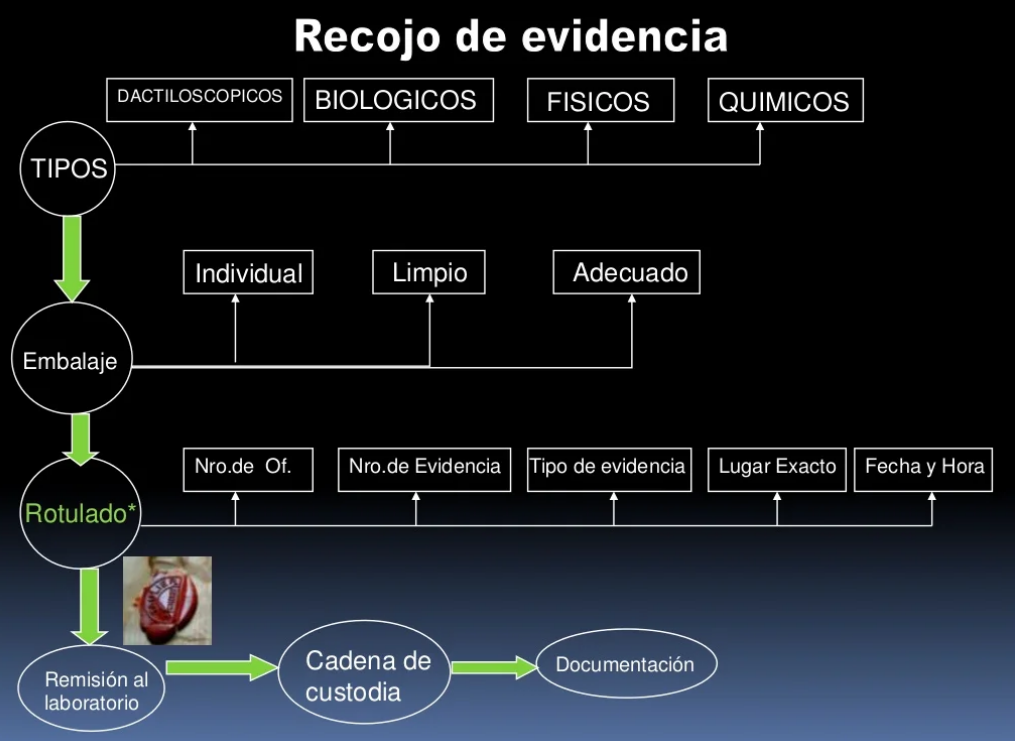 Recojo de evidencia
DACTILOSCOPICOS
BIOLOGICOS
FISICOS
QUIMICOS
TIPOS
Individual
Limpio
Adecuado
Embalaje
Nro.de Of.
Nro.de Evidencia
Tipo de evidencia
Lugar Exacto
Fecha y Hora
Rotulado*
Remisión al
laboratorio
Cadena de
custodia
Documentación